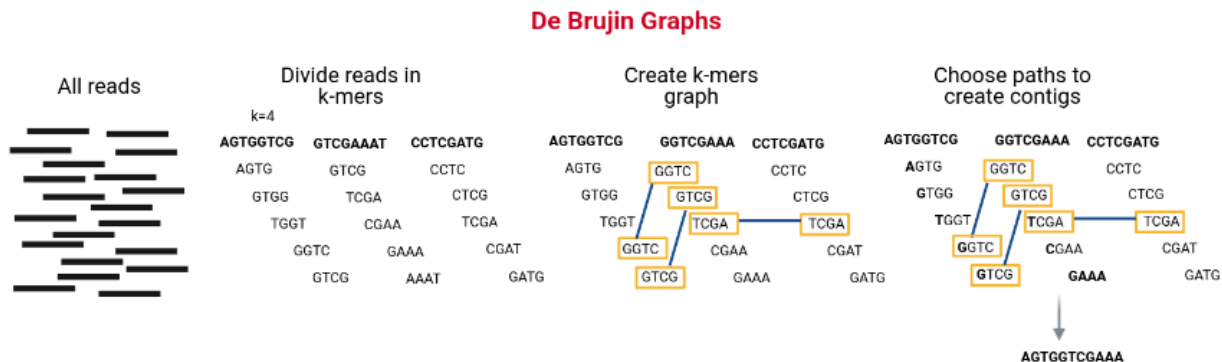 De Brujin Graphs
All reads
Divide reads in
k-mers
k=4
AGTGGTCG GTCGAAAT CCTCGATG
AGTG GTCG CCTC
GTGG TCGA CTCG
TGGT CGAA TCGA
GGTC GAAA CGAT
GTCG AAAT GATG
Create k-mers
graph
AGTGGTCG GGTCGAAA CCTCGATG
AGTG GGTC CCTC
GTGG GTCG CTCG
TGGT TCGA TCGA
GGTC CGAA CGAT
GTCG GAAA GATG
Choose paths to
create contigs
AGTGGTCG GGTCGAAA CCTCGATG
AGTG GGTC CCTC
GTGG GTCG CTCG
TGGT TCGA TCGA
GGTC CGAA CGAT
GTCG GAAA GATG
AGTGGTCGAAA